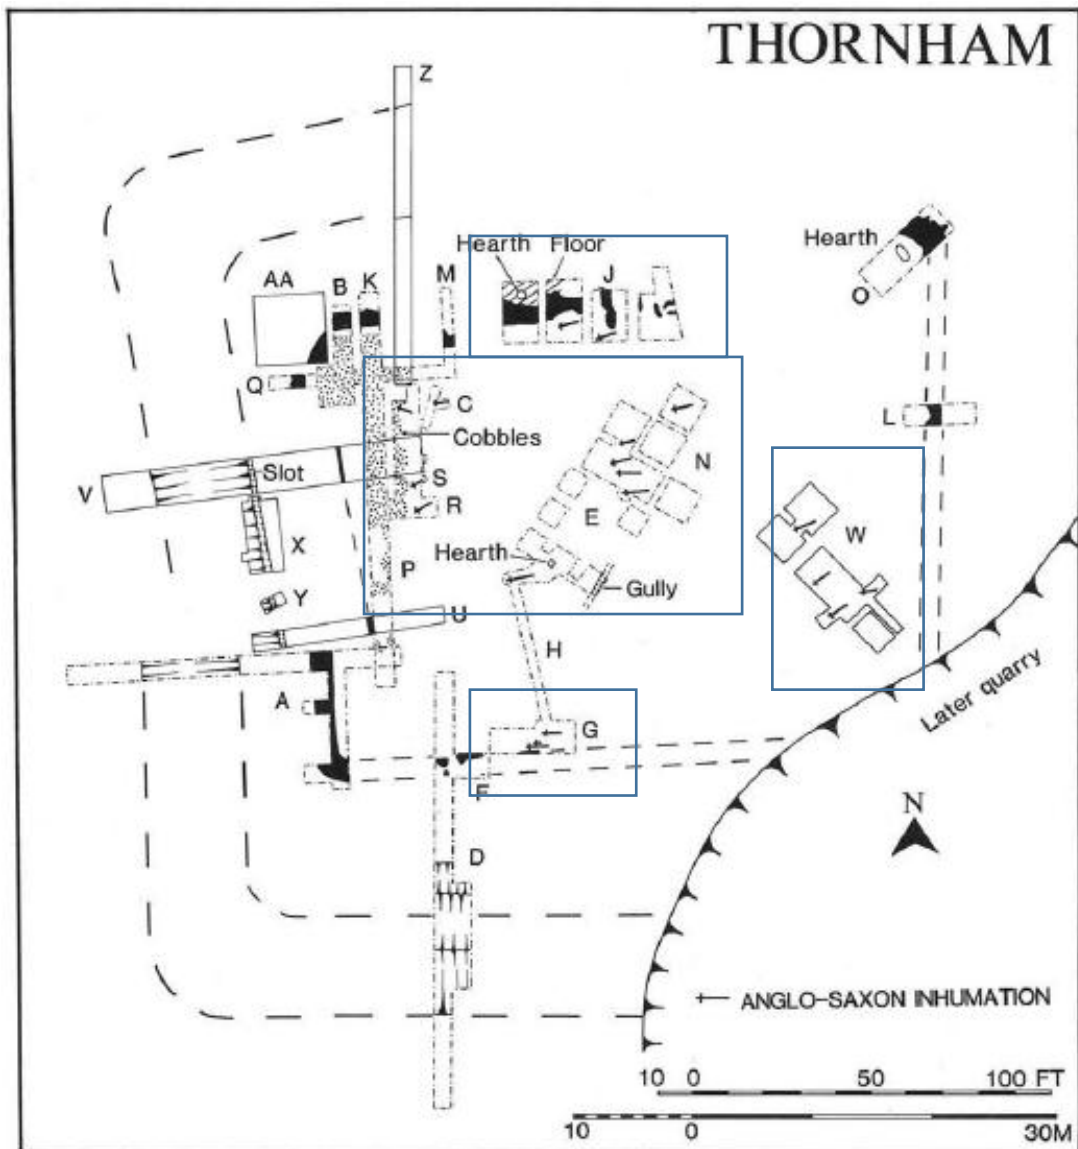 THORNHAM
Z
Hearth Floor
Hearth
AA B K M J
O
Q
C
L
Cobbles
N
Slot
V
S
W
R
E
X
Hearth
P
Gully
Y
U
H
Later quarry
A
G
F
N
D
ANGLO-SAXON INHUMATION
10 0 50 100 FT
10 0 30M